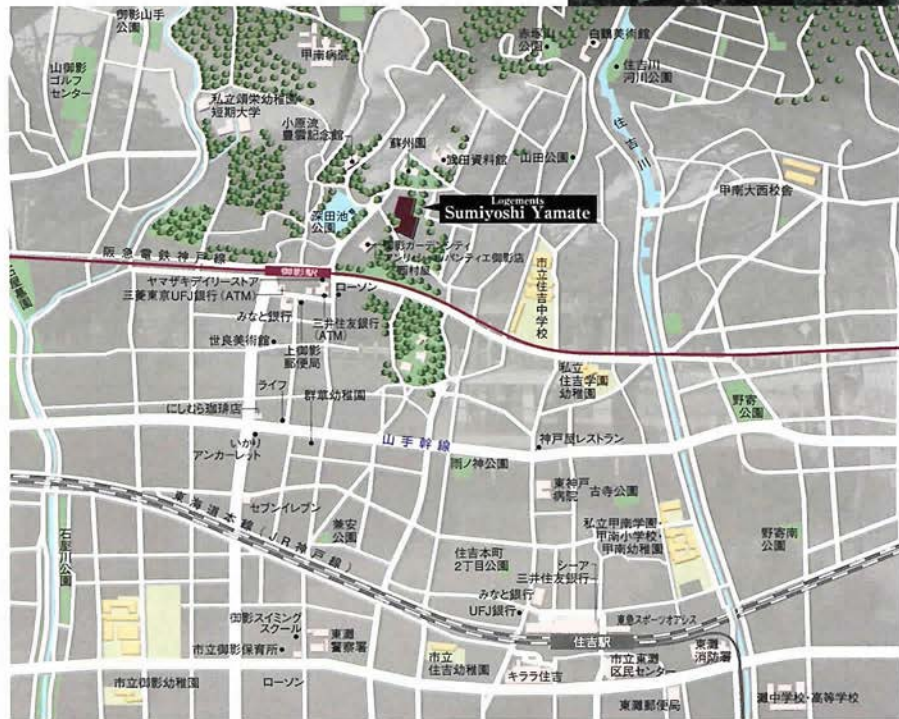 御影山手
公園
山御影
ゴルフ
センター
甲南病院
赤塚山
公園
白鶴美術館
住吉川
河川公園
私立頌栄幼稚園
短期大学
小原流
豊雲記念館
蘇州園
資料館
山田公園
住吉川
甲南大西校舎
深田池
公園
Logements
Sumiyoshi Yamate
御影ガーデンシティ
御影店
阪急電鉄神戸線
御影駅
ヤマザキデイリーストア
三菱東京UFJ銀行(ATM)
ローソン
みなと銀行
三井住友銀行
(ATM)
世良美術館
上御影
郵便局
市立住吉中学校
私立
住吉学園
幼稚園
ライフ
群草幼稚園
にしむら珈琲店
野寄
公園
いかり
アンカーレット
山手幹線
神戸屋レストラン
雨ノ神公園
東神戸
病院
古寺公園
セブンイレブン
東海道本線(JR神戸線)
兼安
公園
石屋川公園
私立甲南学園・
甲南小学校・
甲南幼稚園
野寄南
公園
住吉本町
2丁目公園
シーア
三井住友銀行
みなと銀行
UFJ銀行
東急スポーツオアシス
住吉駅
御影スイミング
スクール
市立御影保育所
東灘
警察署
市立
住吉幼稚園
キララ住吉
市立東灘
区民センター
東灘
消防署
市立御影幼稚園
ローソン
東灘郵便局
灘中学校・高等学校